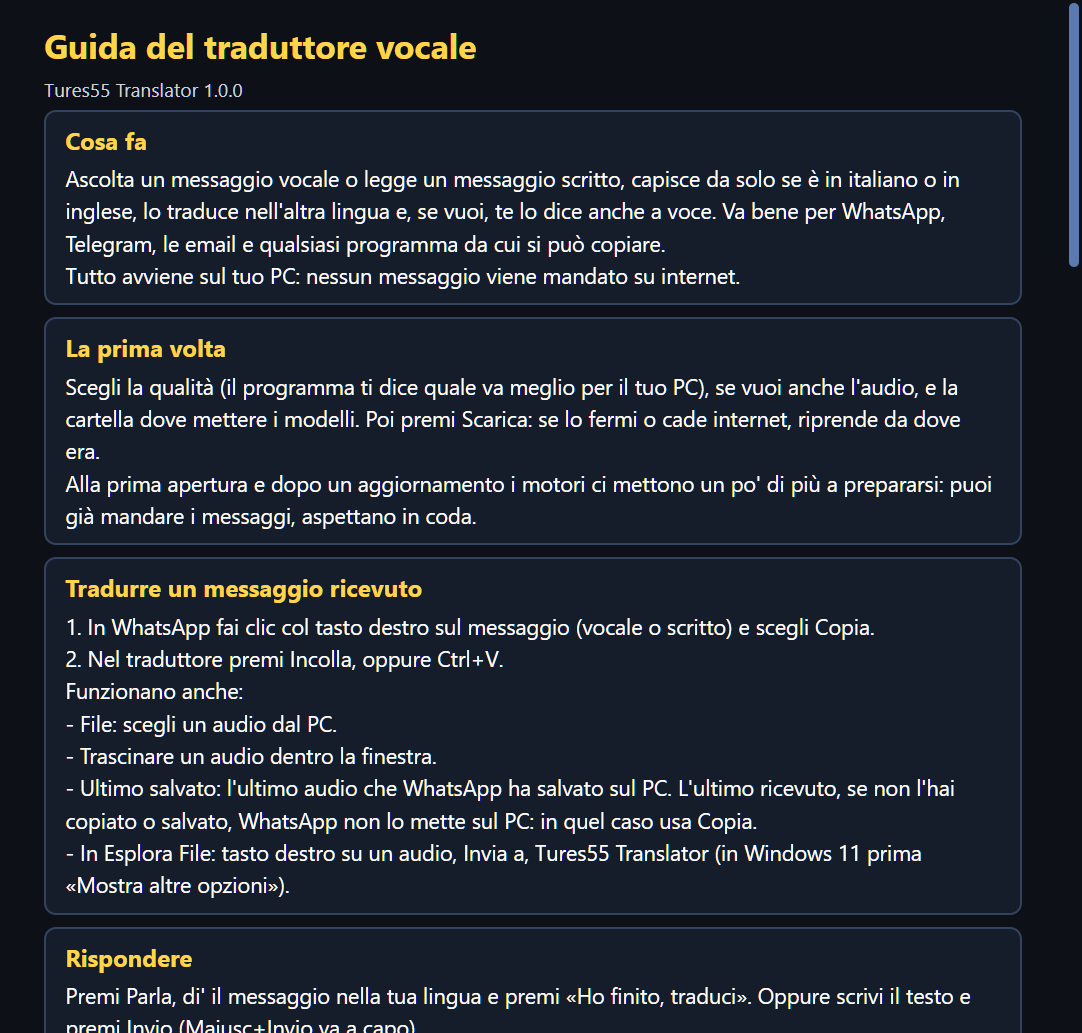 Guida del traduttore vocale
Tures55 Translator 1.0.0
Cosa fa
Ascolta un messaggio vocale o legge un messaggio scritto, capisce da solo se è in italiano o in
inglese, lo traduce nell'altra lingua e, se vuoi, te lo dice anche a voce. Va bene per WhatsApp,
Telegram, le email e qualsiasi programma da cui si può copiare.
Tutto avviene sul tuo PC: nessun messaggio viene mandato su internet.
La prima volta
Scegli la qualità (il programma ti dice quale va meglio per il tuo PC), se vuoi anche l'audio, e la
cartella dove mettere i modelli. Poi premi Scarica: se lo fermi o cade internet, riprende da dove
era.
Alla prima apertura e dopo un aggiornamento i motori ci mettono un po' di più a prepararsi: puoi
già mandare i messaggi, aspettano in coda.
Tradurre un messaggio ricevuto
1. In WhatsApp fai clic col tasto destro sul messaggio (vocale o scritto) e scegli Copia.
2. Nel traduttore premi Incolla, oppure Ctrl+V.
Funzionano anche:
- File: scegli un audio dal PC.
- Trascinare un audio dentro la finestra.
- Ultimo salvato: l'ultimo audio che WhatsApp ha salvato sul PC. L'ultimo ricevuto, se non l'hai
copiato o salvato, WhatsApp non lo mette sul PC: in quel caso usa Copia.
- In Esplora File: tasto destro su un audio, Invia a, Tures55 Translator (in Windows 11 prima
«Mostra altre opzioni»).
Rispondere
Premi Parla, di' il messaggio nella tua lingua e premi «Ho finito, traduci». Oppure scrivi il testo e
premi Invio (Maiusc+Invio va a capo)